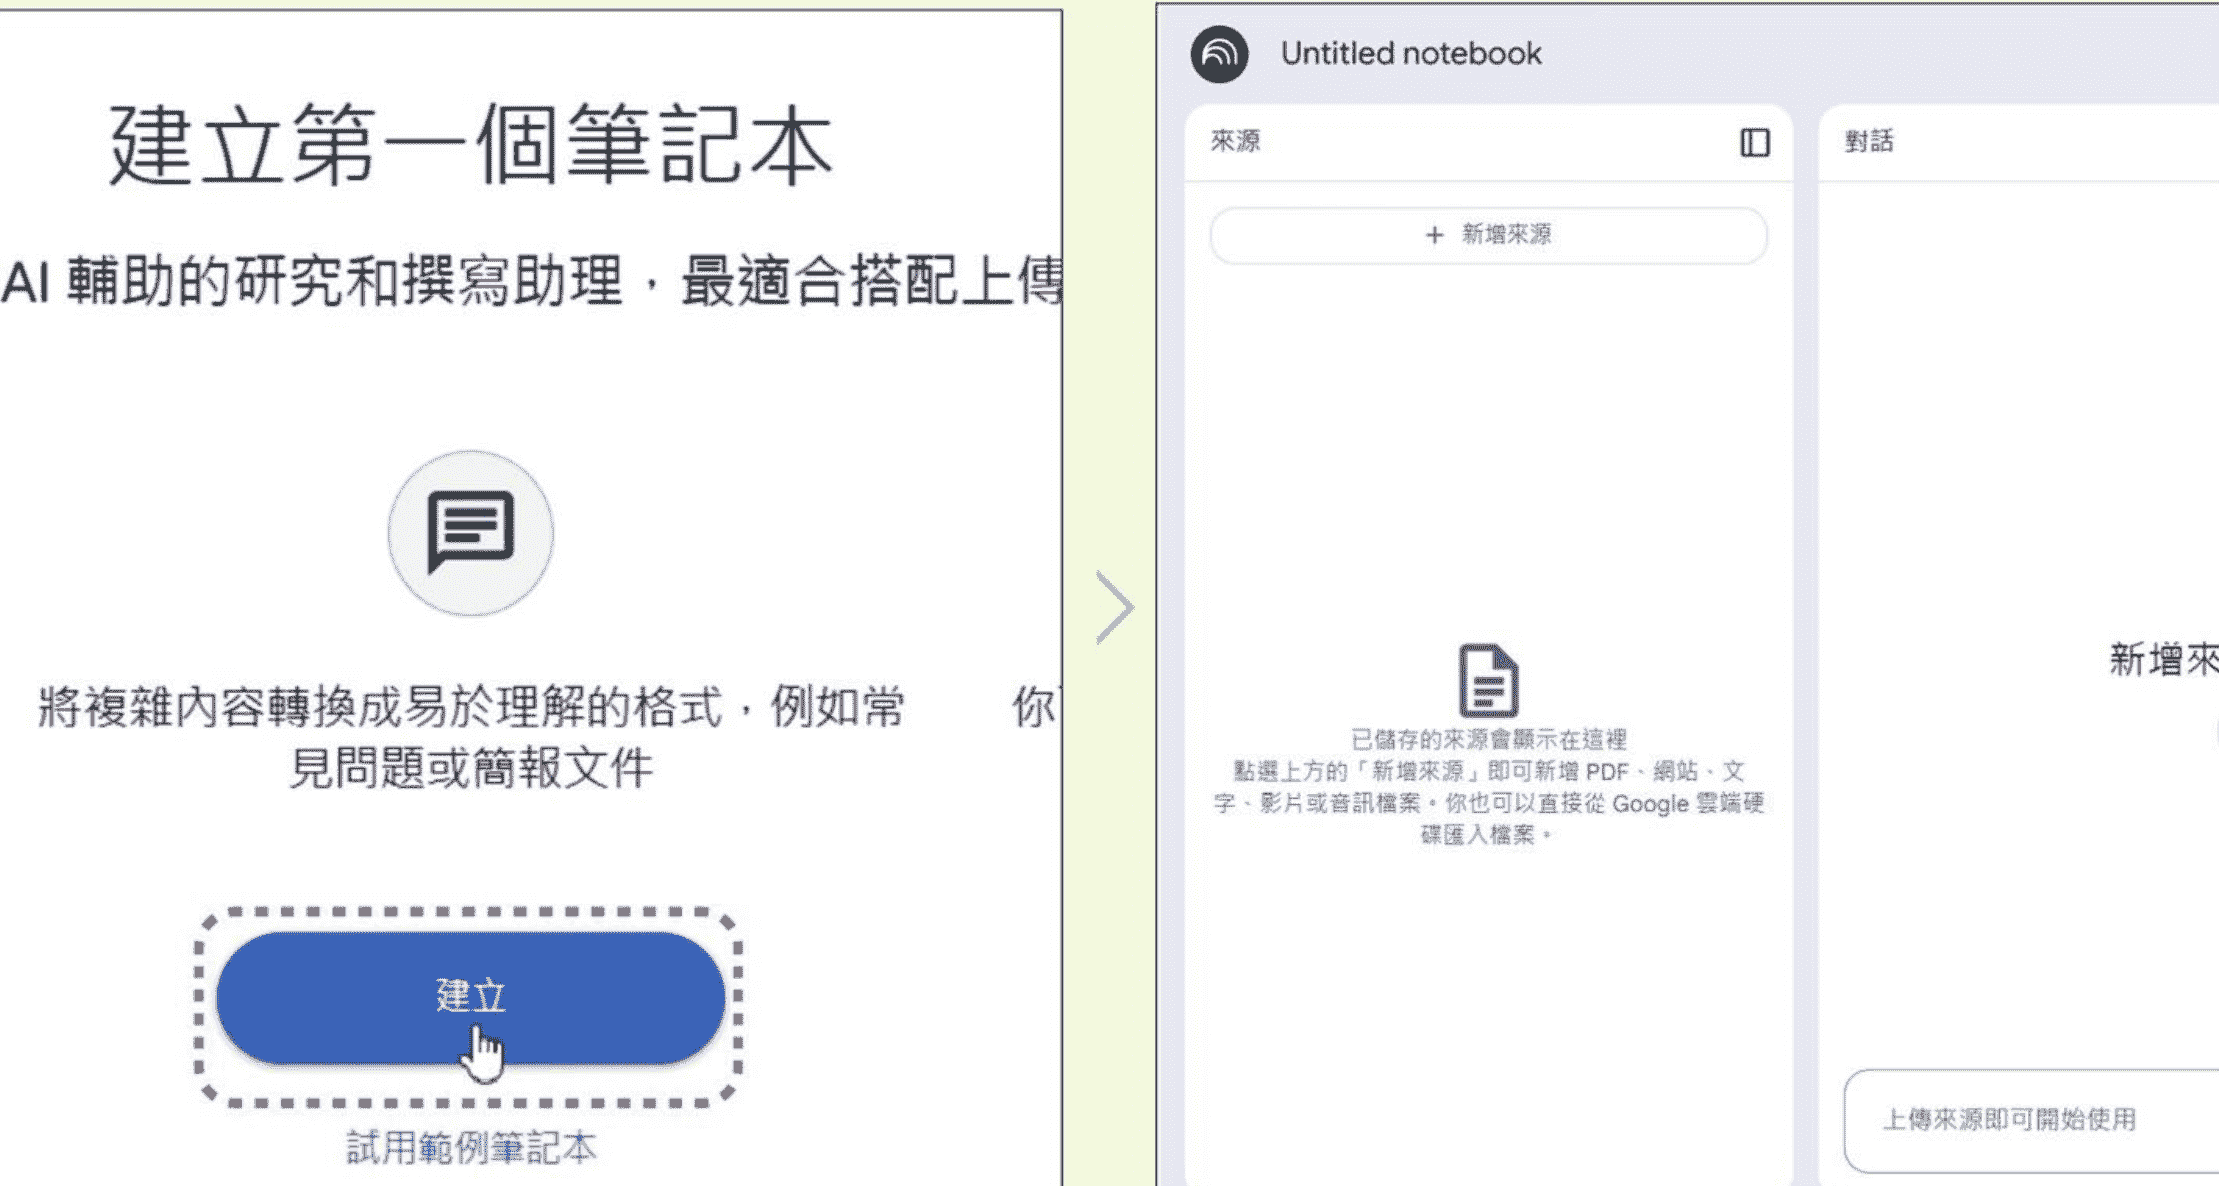 建立第一個筆記本
AI 輔助的研究和撰寫助理，最適合搭配上傳
將複雜內容轉換成易於理解的格式，例如常
見問題或簡報文件
你
建立
試用範例筆記本
Untitled notebook
來源
+ 新增來源
已儲存的來源會顯示在這裡
點選上方的「新增來源」即可新增 PDF、網站、文
字、影片或音訊檔案。你也可以直接從 Google 雲端硬
碟匯入檔案。
對話
新增來
上傳來源即可開始使用